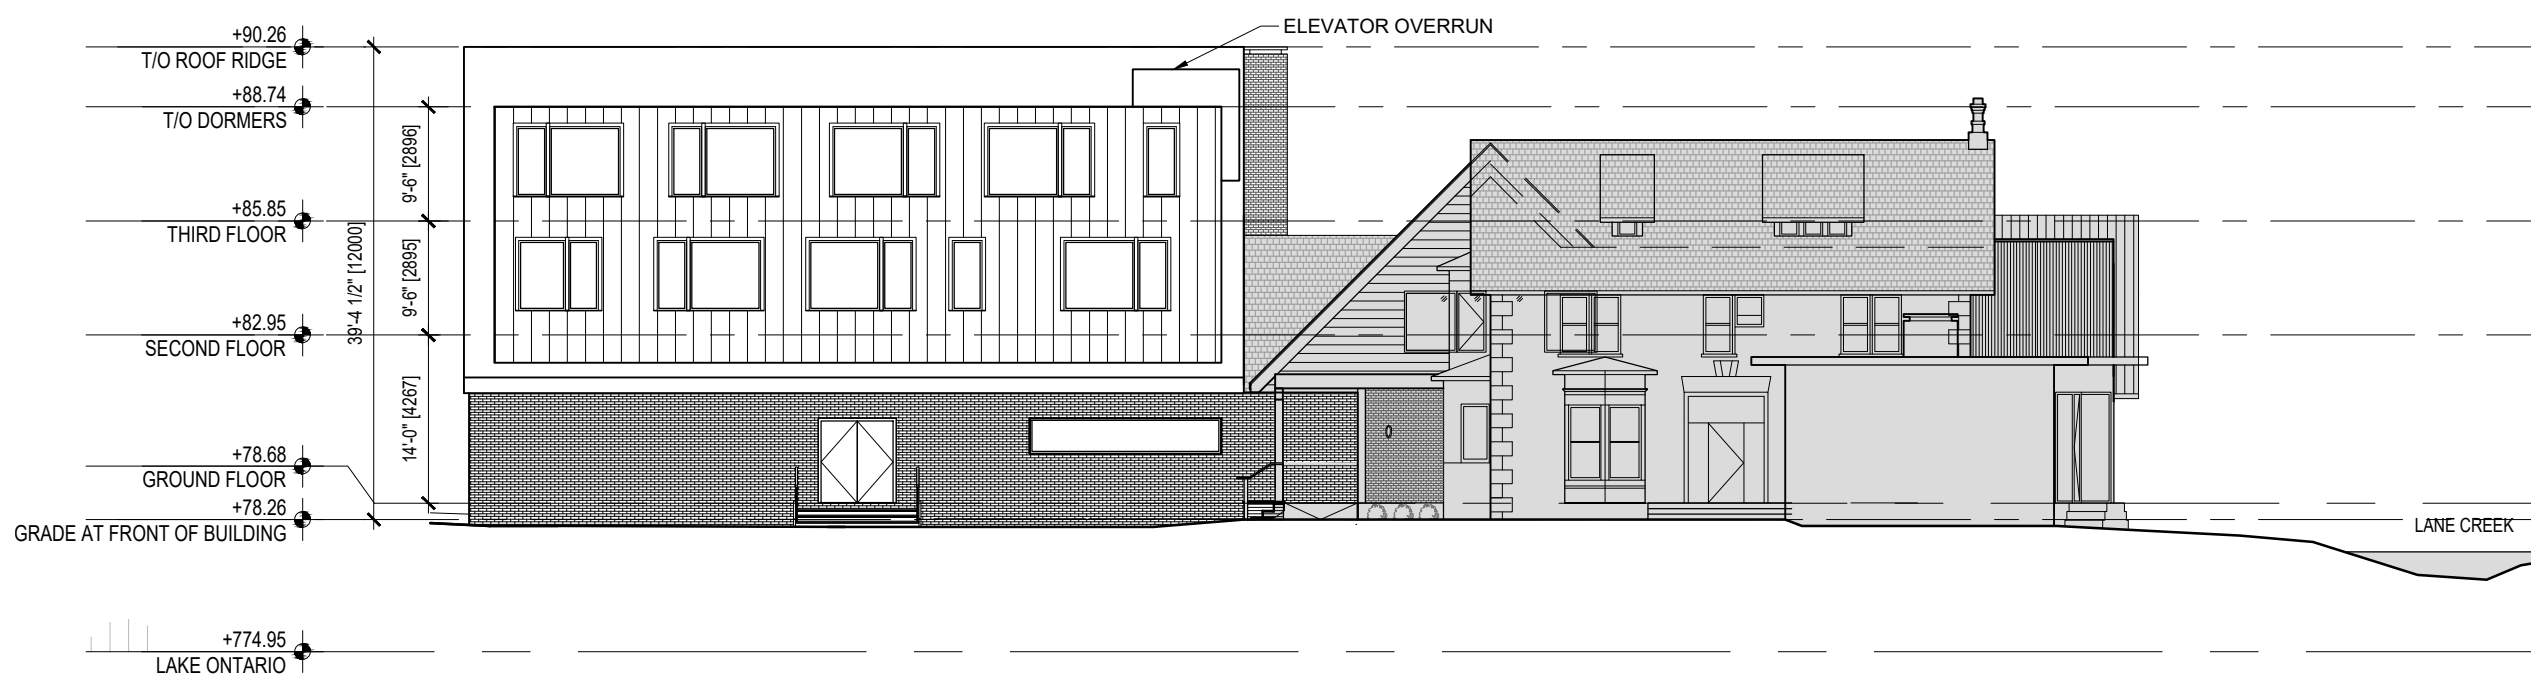 ELEVATOR OVERRUN
+90.26
T/O ROOF RIDGE
+88.74
T/O DORMERS
9'-6" [2896]
+85.85
THIRD FLOOR
39'-4 1/2" [12000]
9'-6" [2895]
+82.95
SECOND FLOOR
14'-0" [4267]
+78.68
GROUND FLOOR
+78.26
GRADE AT FRONT OF BUILDING
LANE CREEK
+774.95
LAKE ONTARIO